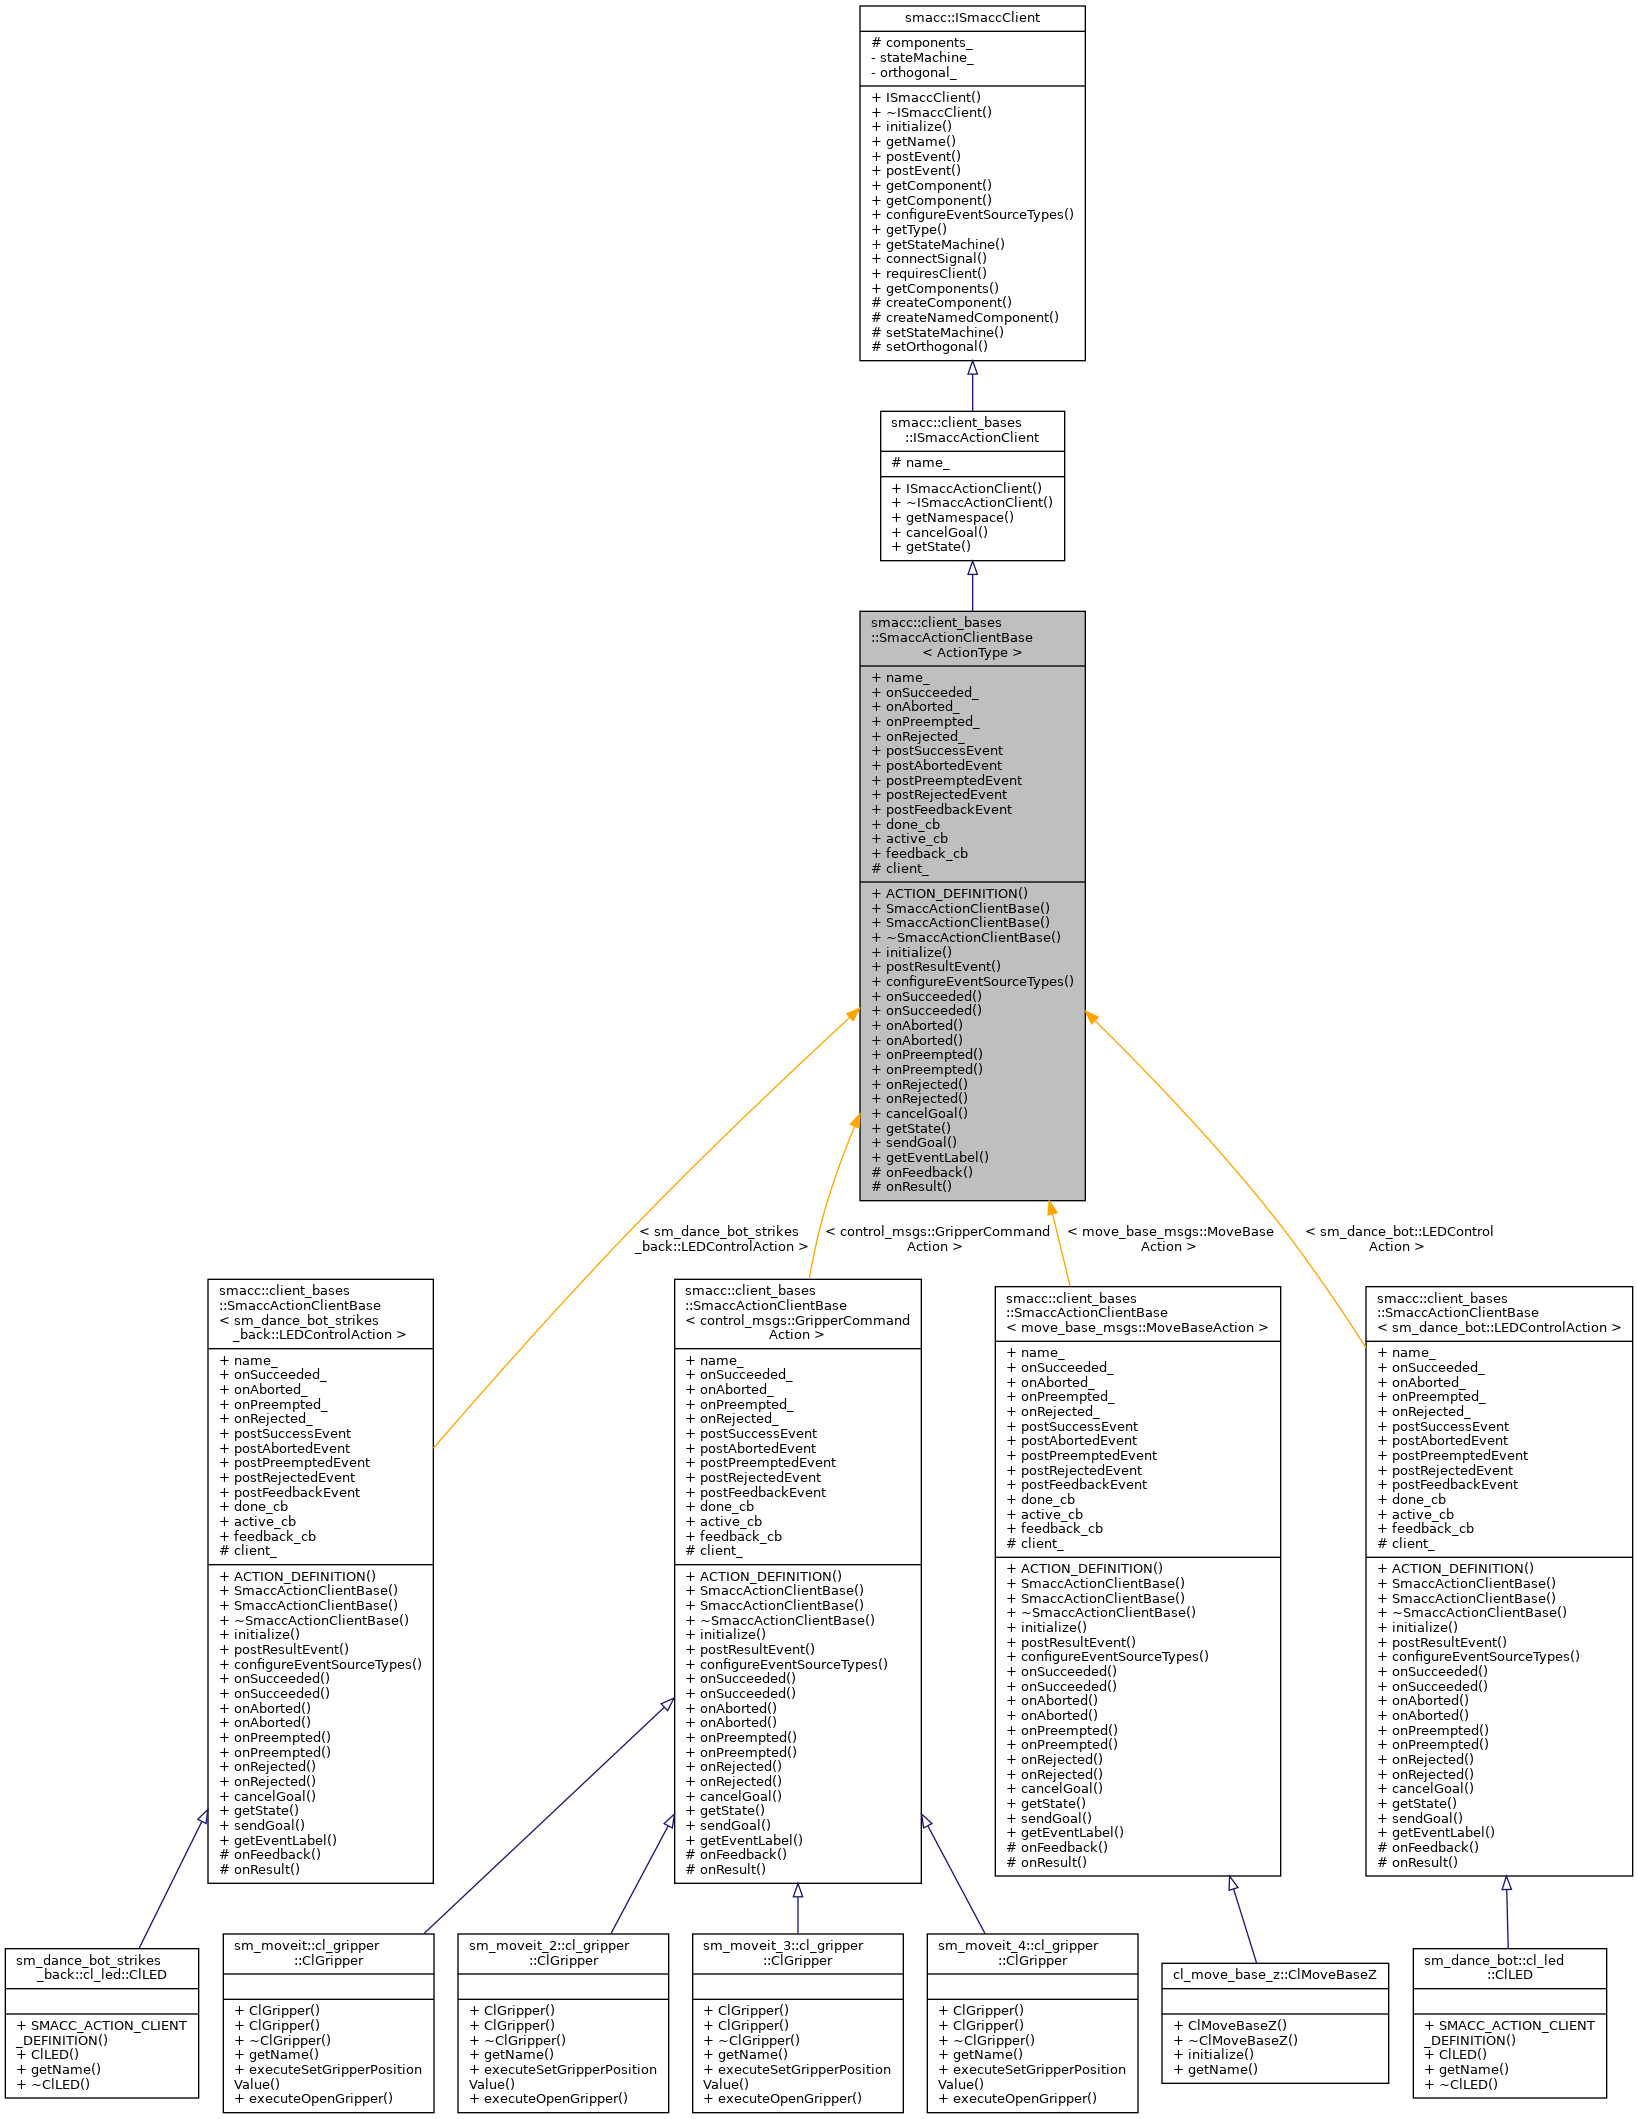 smacc::ISmaccClient
# components_
- stateMachine_
- orthogonal_
+ ISmaccClient()
+ ~ISmaccClient()
+ initialize()
+ getName()
+ postEvent()
+ postEvent()
+ getComponent()
+ getComponent()
+ configureEventSourceTypes()
+ getType()
+ getStateMachine()
+ connectSignal()
+ requiresClient()
+ getComponents()
# createComponent()
# createNamedComponent()
# setStateMachine()
# setOrthogonal()
smacc::client_bases
::ISmaccActionClient
# name_
+ ISmaccActionClient()
+ ~ISmaccActionClient()
+ getNamespace()
+ cancelGoal()
+ getState()
smacc::client_bases
::SmaccActionClientBase
< ActionType >
+ name_
+ onSucceeded_
+ onAborted_
+ onPreempted_
+ onRejected_
+ postSuccessEvent
+ postAbortedEvent
+ postPreemptedEvent
+ postRejectedEvent
+ postFeedbackEvent
+ done_cb
+ active_cb
+ feedback_cb
# client_
+ ACTION_DEFINITION()
+ SmaccActionClientBase()
+ SmaccActionClientBase()
+ ~SmaccActionClientBase()
+ initialize()
+ postResultEvent()
+ configureEventSourceTypes()
+ onSucceeded()
+ onSucceeded()
+ onAborted()
+ onAborted()
+ onPreempted()
+ onPreempted()
+ onRejected()
+ onRejected()
+ cancelGoal()
+ getState()
+ sendGoal()
+ getEventLabel()
# onFeedback()
# onResult()
< sm_dance_bot_strikes
_back::LEDControlAction >
< control_msgs::GripperCommand
Action >
< move_base_msgs::MoveBase
Action >
< sm_dance_bot::LEDControl
Action >
smacc::client_bases
::SmaccActionClientBase
< sm_dance_bot_strikes
_back::LEDControlAction >
+ name_
+ onSucceeded_
+ onAborted_
+ onPreempted_
+ onRejected_
+ postSuccessEvent
+ postAbortedEvent
+ postPreemptedEvent
+ postRejectedEvent
+ postFeedbackEvent
+ done_cb
+ active_cb
+ feedback_cb
# client_
+ ACTION_DEFINITION()
+ SmaccActionClientBase()
+ SmaccActionClientBase()
+ ~SmaccActionClientBase()
+ initialize()
+ postResultEvent()
+ configureEventSourceTypes()
+ onSucceeded()
+ onSucceeded()
+ onAborted()
+ onAborted()
+ onPreempted()
+ onPreempted()
+ onRejected()
+ onRejected()
+ cancelGoal()
+ getState()
+ sendGoal()
+ getEventLabel()
# onFeedback()
# onResult()
smacc::client_bases
::SmaccActionClientBase
< control_msgs::GripperCommand
Action >
+ name_
+ onSucceeded_
+ onAborted_
+ onPreempted_
+ onRejected_
+ postSuccessEvent
+ postAbortedEvent
+ postPreemptedEvent
+ postRejectedEvent
+ postFeedbackEvent
+ done_cb
+ active_cb
+ feedback_cb
# client_
+ ACTION_DEFINITION()
+ SmaccActionClientBase()
+ SmaccActionClientBase()
+ ~SmaccActionClientBase()
+ initialize()
+ postResultEvent()
+ configureEventSourceTypes()
+ onSucceeded()
+ onSucceeded()
+ onAborted()
+ onAborted()
+ onPreempted()
+ onPreempted()
+ onRejected()
+ onRejected()
+ cancelGoal()
+ getState()
+ sendGoal()
+ getEventLabel()
# onFeedback()
# onResult()
smacc::client_bases
::SmaccActionClientBase
< move_base_msgs::MoveBaseAction >
+ name_
+ onSucceeded_
+ onAborted_
+ onPreempted_
+ onRejected_
+ postSuccessEvent
+ postAbortedEvent
+ postPreemptedEvent
+ postRejectedEvent
+ postFeedbackEvent
+ done_cb
+ active_cb
+ feedback_cb
# client_
+ ACTION_DEFINITION()
+ SmaccActionClientBase()
+ SmaccActionClientBase()
+ ~SmaccActionClientBase()
+ initialize()
+ postResultEvent()
+ configureEventSourceTypes()
+ onSucceeded()
+ onSucceeded()
+ onAborted()
+ onAborted()
+ onPreempted()
+ onPreempted()
+ onRejected()
+ onRejected()
+ cancelGoal()
+ getState()
+ sendGoal()
+ getEventLabel()
# onFeedback()
# onResult()
smacc::client_bases
::SmaccActionClientBase
< sm_dance_bot::LEDControlAction >
+ name_
+ onSucceeded_
+ onAborted_
+ onPreempted_
+ onRejected_
+ postSuccessEvent
+ postAbortedEvent
+ postPreemptedEvent
+ postRejectedEvent
+ postFeedbackEvent
+ done_cb
+ active_cb
+ feedback_cb
# client_
+ ACTION_DEFINITION()
+ SmaccActionClientBase()
+ SmaccActionClientBase()
+ ~SmaccActionClientBase()
+ initialize()
+ postResultEvent()
+ configureEventSourceTypes()
+ onSucceeded()
+ onSucceeded()
+ onAborted()
+ onAborted()
+ onPreempted()
+ onPreempted()
+ onRejected()
+ onRejected()
+ cancelGoal()
+ getState()
+ sendGoal()
+ getEventLabel()
# onFeedback()
# onResult()
sm_dance_bot_strikes
_back::cl_led::ClLED
+ SMACC_ACTION_CLIENT
_DEFINITION()
+ ClLED()
+ getName()
+ ~ClLED()
sm_moveit::cl_gripper
::ClGripper
+ ClGripper()
+ ClGripper()
+ ~ClGripper()
+ getName()
+ executeSetGripperPosition
Value()
+ executeOpenGripper()
sm_moveit_2::cl_gripper
::ClGripper
+ ClGripper()
+ ClGripper()
+ ~ClGripper()
+ getName()
+ executeSetGripperPosition
Value()
+ executeOpenGripper()
sm_moveit_3::cl_gripper
::ClGripper
+ ClGripper()
+ ClGripper()
+ ~ClGripper()
+ getName()
+ executeSetGripperPosition
Value()
+ executeOpenGripper()
sm_moveit_4::cl_gripper
::ClGripper
+ ClGripper()
+ ClGripper()
+ ~ClGripper()
+ getName()
+ executeSetGripperPosition
Value()
+ executeOpenGripper()
cl_move_base_z::ClMoveBaseZ
+ ClMoveBaseZ()
+ ~ClMoveBaseZ()
+ initialize()
+ getName()
sm_dance_bot::cl_led
::ClLED
+ SMACC_ACTION_CLIENT
_DEFINITION()
+ ClLED()
+ getName()
+ ~ClLED()